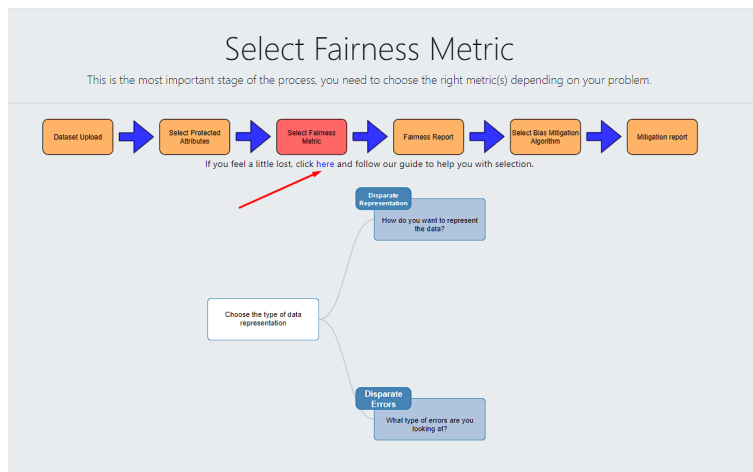 Select Fairness Metric
This is the most important stage of the process, you need to choose the right metric(s) depending on your problem.
Dataset Upload
Select Protected
Attributes
Select Fairness
Metric
Fairness Report
Select Bias Mitigation
Algorithm
Mitigation report
If you feel a little lost, click here and follow our guide to help you with selection.
Disparate
Representation
How do you want to represent
the data?
Choose the type of data
representation
Disparate
Errors
What type of errors are you
looking at?